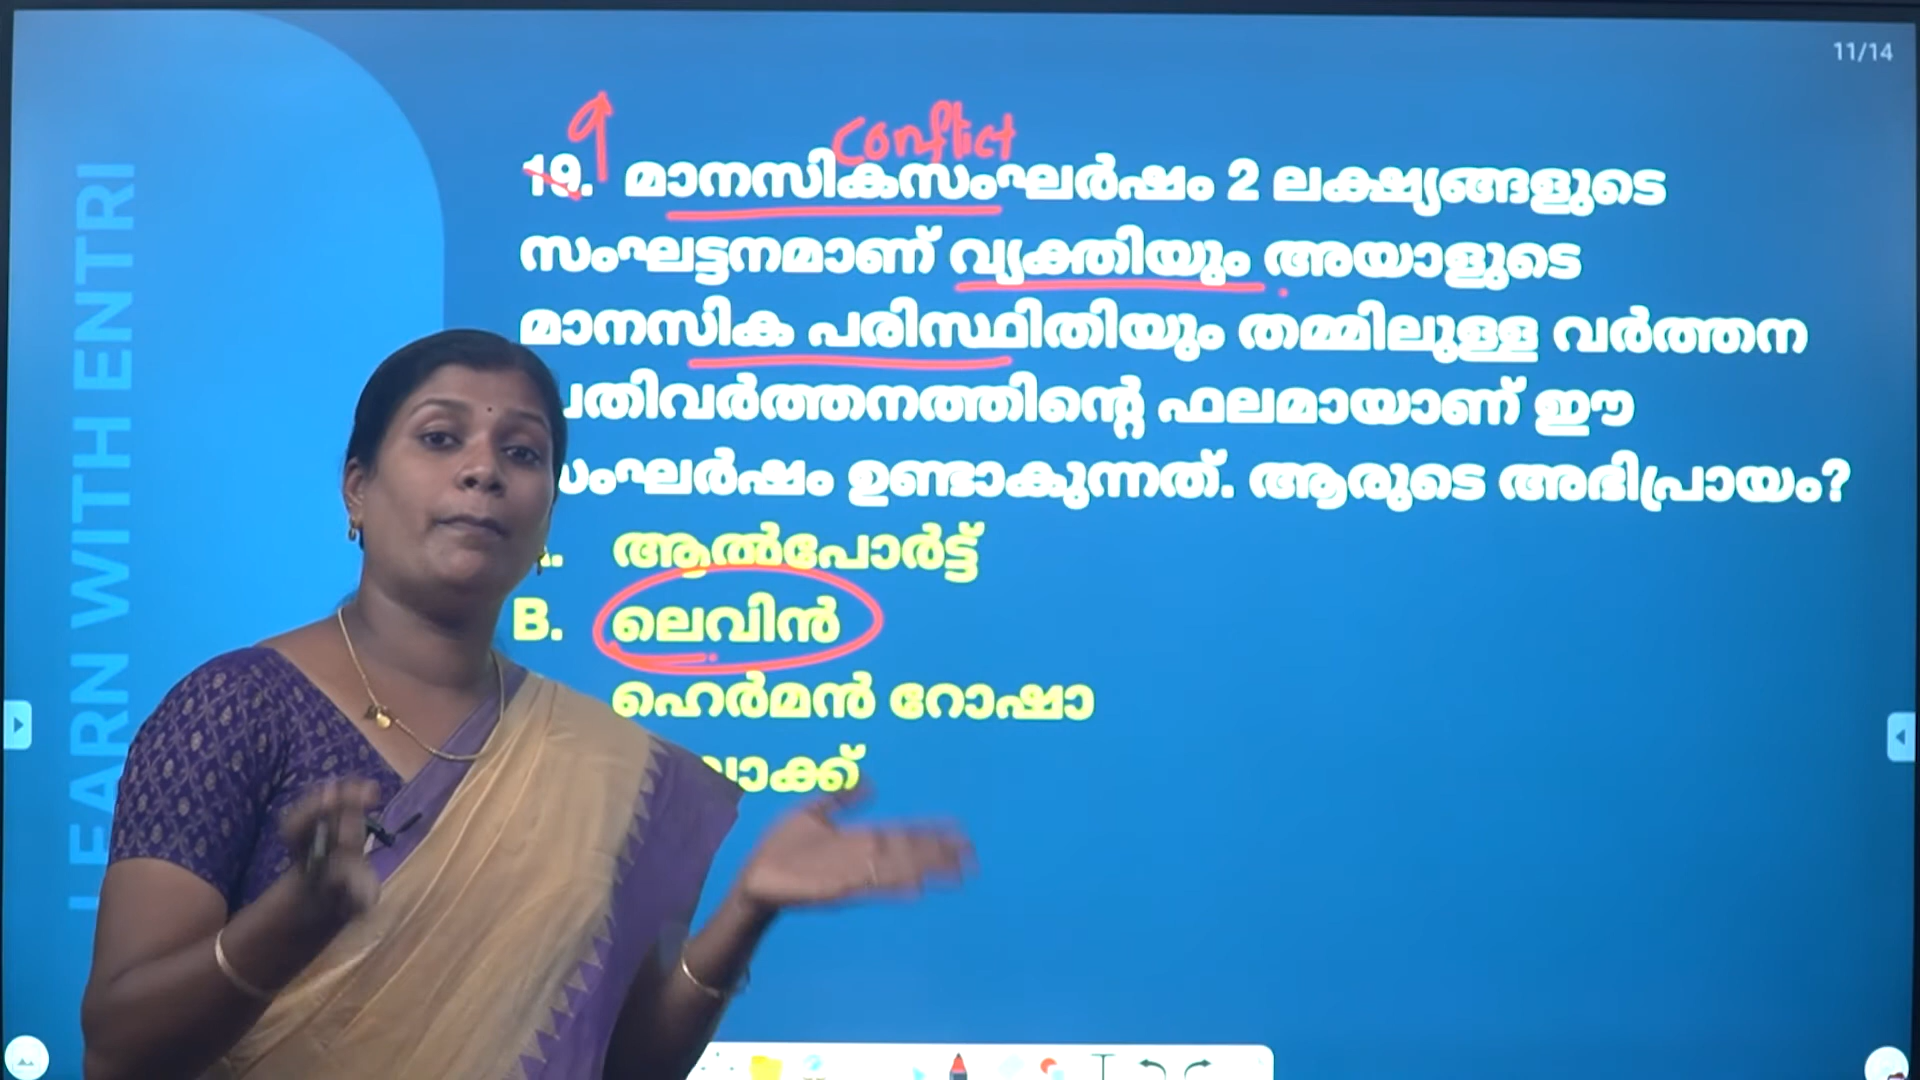 11/14
LEARN WITH ENTRI
9
conflict
19. മാനസികസംഘർഷം 2 ലക്ഷ്യങ്ങളുടെ
സംഘട്ടനമാണ് വ്യക്തിയും അയാളുടെ
മാനസിക പരിസ്ഥിതിയും തമ്മിലുള്ള വർത്തന
പ്രതിവർത്തനത്തിന്റെ ഫലമായാണ് ഈ
സംഘർഷം ഉണ്ടാകുന്നത്. ആരുടെ അഭിപ്രായം?
ആൽപോർട്ട്
B. ലെവിൻ
ഹെർമൻ റോഷാ